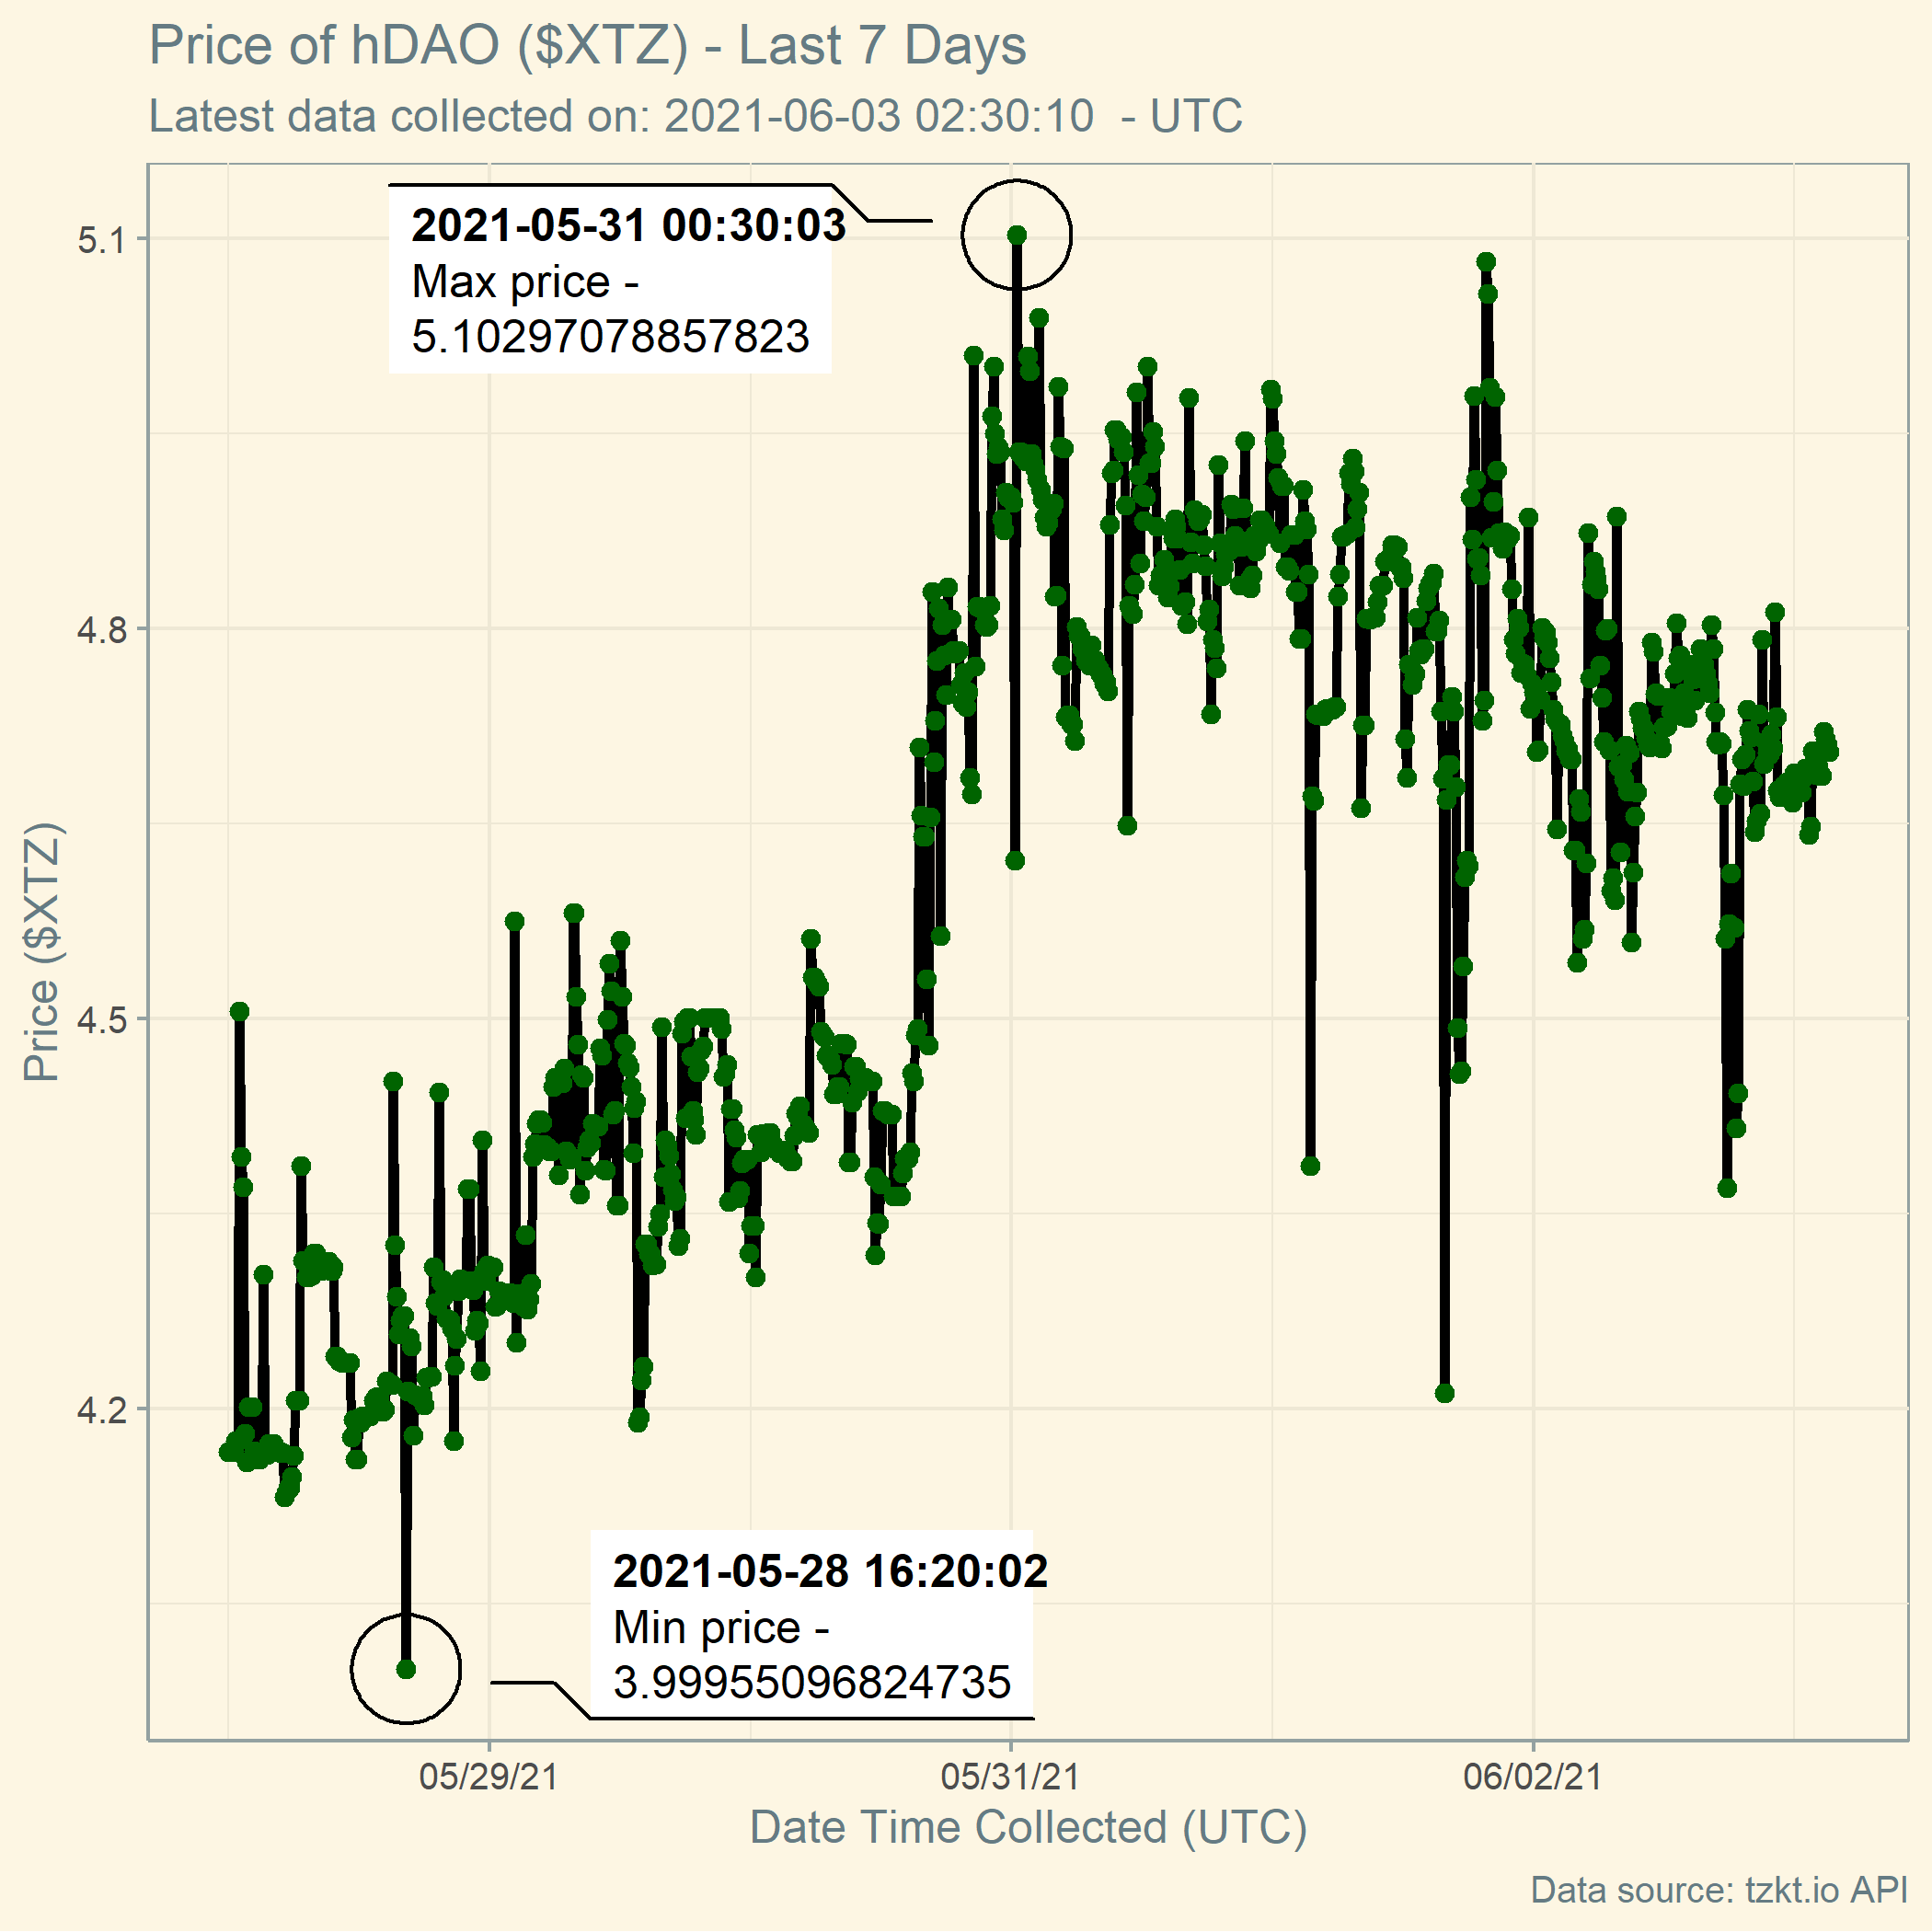 Price of hDAO ($XTZ) - Last 7 Days
Latest data collected on: 2021-06-03 02:30:10  - UTC
2021-05-31 00:30:03
Max price -
5.10297078857823
5.1
4.8
4.5
4.2
Price ($XTZ)
2021-05-28 16:20:02
Min price -
3.99955096824735
05/29/21
05/31/21
06/02/21
Date Time Collected (UTC)
Data source: tzkt.io API